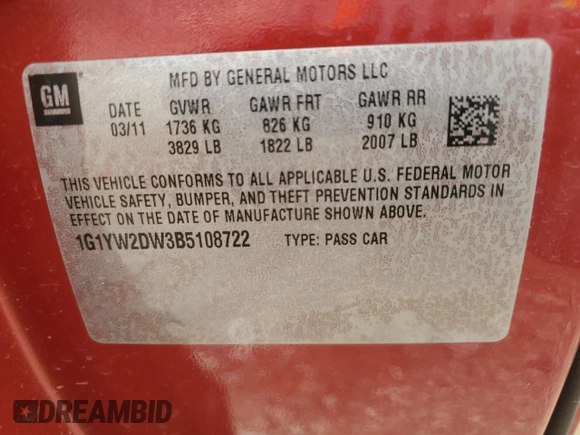 MFD BY GENERAL MOTORS LLC
GM
DATE GVWR GAWR FRT GAWR RR
03/11 1736 KG 826 KG 910 KG
3829 LB 1822 LB 2007 LB
THIS VEHICLE CONFORMS TO ALL APPLICABLE U.S. FEDERAL MOTOR
VEHICLE SAFETY, BUMPER, AND THEFT PREVENTION STANDARDS IN
EFFECT ON THE DATE OF MANUFACTURE SHOWN ABOVE.
1G1YW2DW3B5108722 TYPE: PASS CAR
DREAMBID